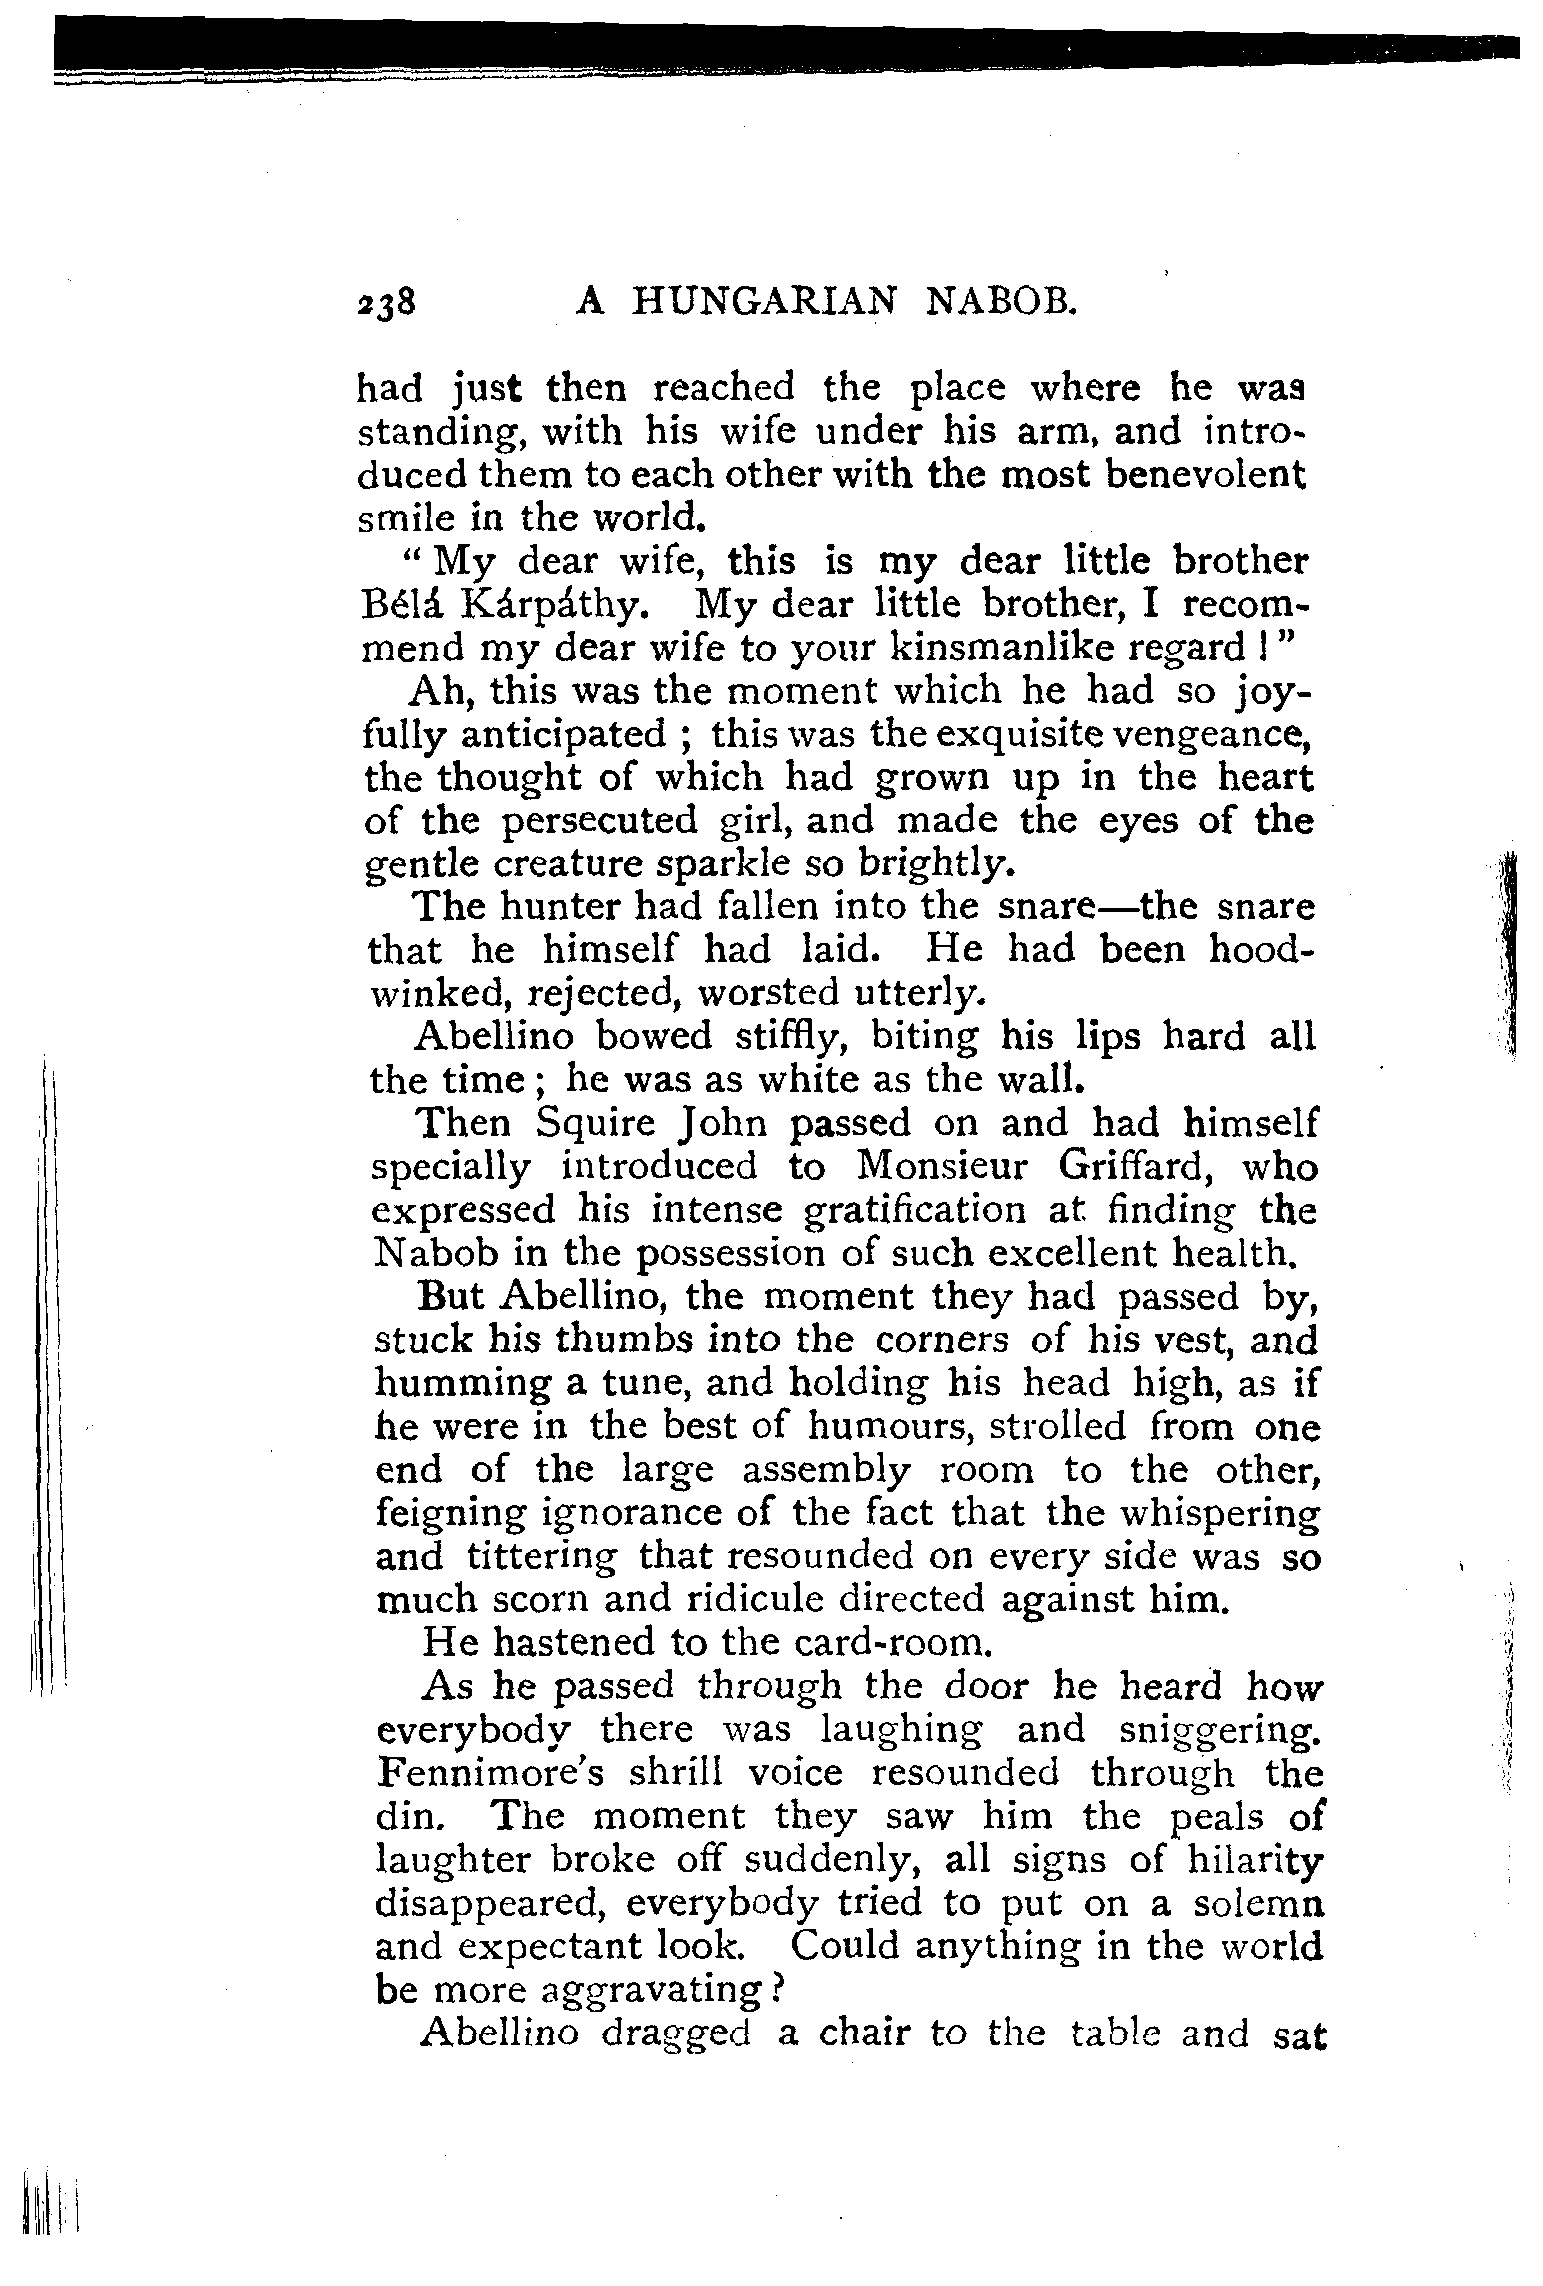 238 A HUNGARIAN NABOB.
had just then reached the place where he was
standing, with his wife under his arm, and intro-
duced them to each other with the most benevolent
smile in the world.
" My dear wife, this is my dear little brother
Bélá Kárpáthy. My dear little brother, I recom-
mend my dear wife to your kinsmanlike regard ! "
Ah, this was the moment which he had so joy-
fully anticipated ; this was the exquisite vengeance,
the thought of which had grown up in the heart
of the persecuted girl, and made the eyes of the
gentle creature sparkle so brightly.
The hunter had fallen into the snare—the snare
that he himself had laid. He had been hood-
winked, rejected, worsted utterly.
Abellino bowed stiffly, biting his lips hard all
the time ; he was as white as the wall.
Then Squire John passed on and had himself
specially introduced to Monsieur Griffard, who
expressed his intense gratification at finding the
Nabob in the possession of such excellent health.
But Abellino, the moment they had passed by,
stuck his thumbs into the corners of his vest, and
humming a tune, and holding his head high, as if
he were in the best of humours, strolled from one
end of the large assembly room to the other,
feigning ignorance of the fact that the whispering
and tittering that resounded on every side was so
much scorn and ridicule directed against him.
He hastened to the card-room.
As he passed through the door he heard how
everybody there was laughing and sniggering.
Fennimore's shrill voice resounded through the
din. The moment they saw him the peals of
laughter broke off suddenly, all signs of hilarity
disappeared, everybody tried to put on a solemn
and expectant look. Could anything in the world
be more aggravating ?
Abellino dragged a chair to the table and sat